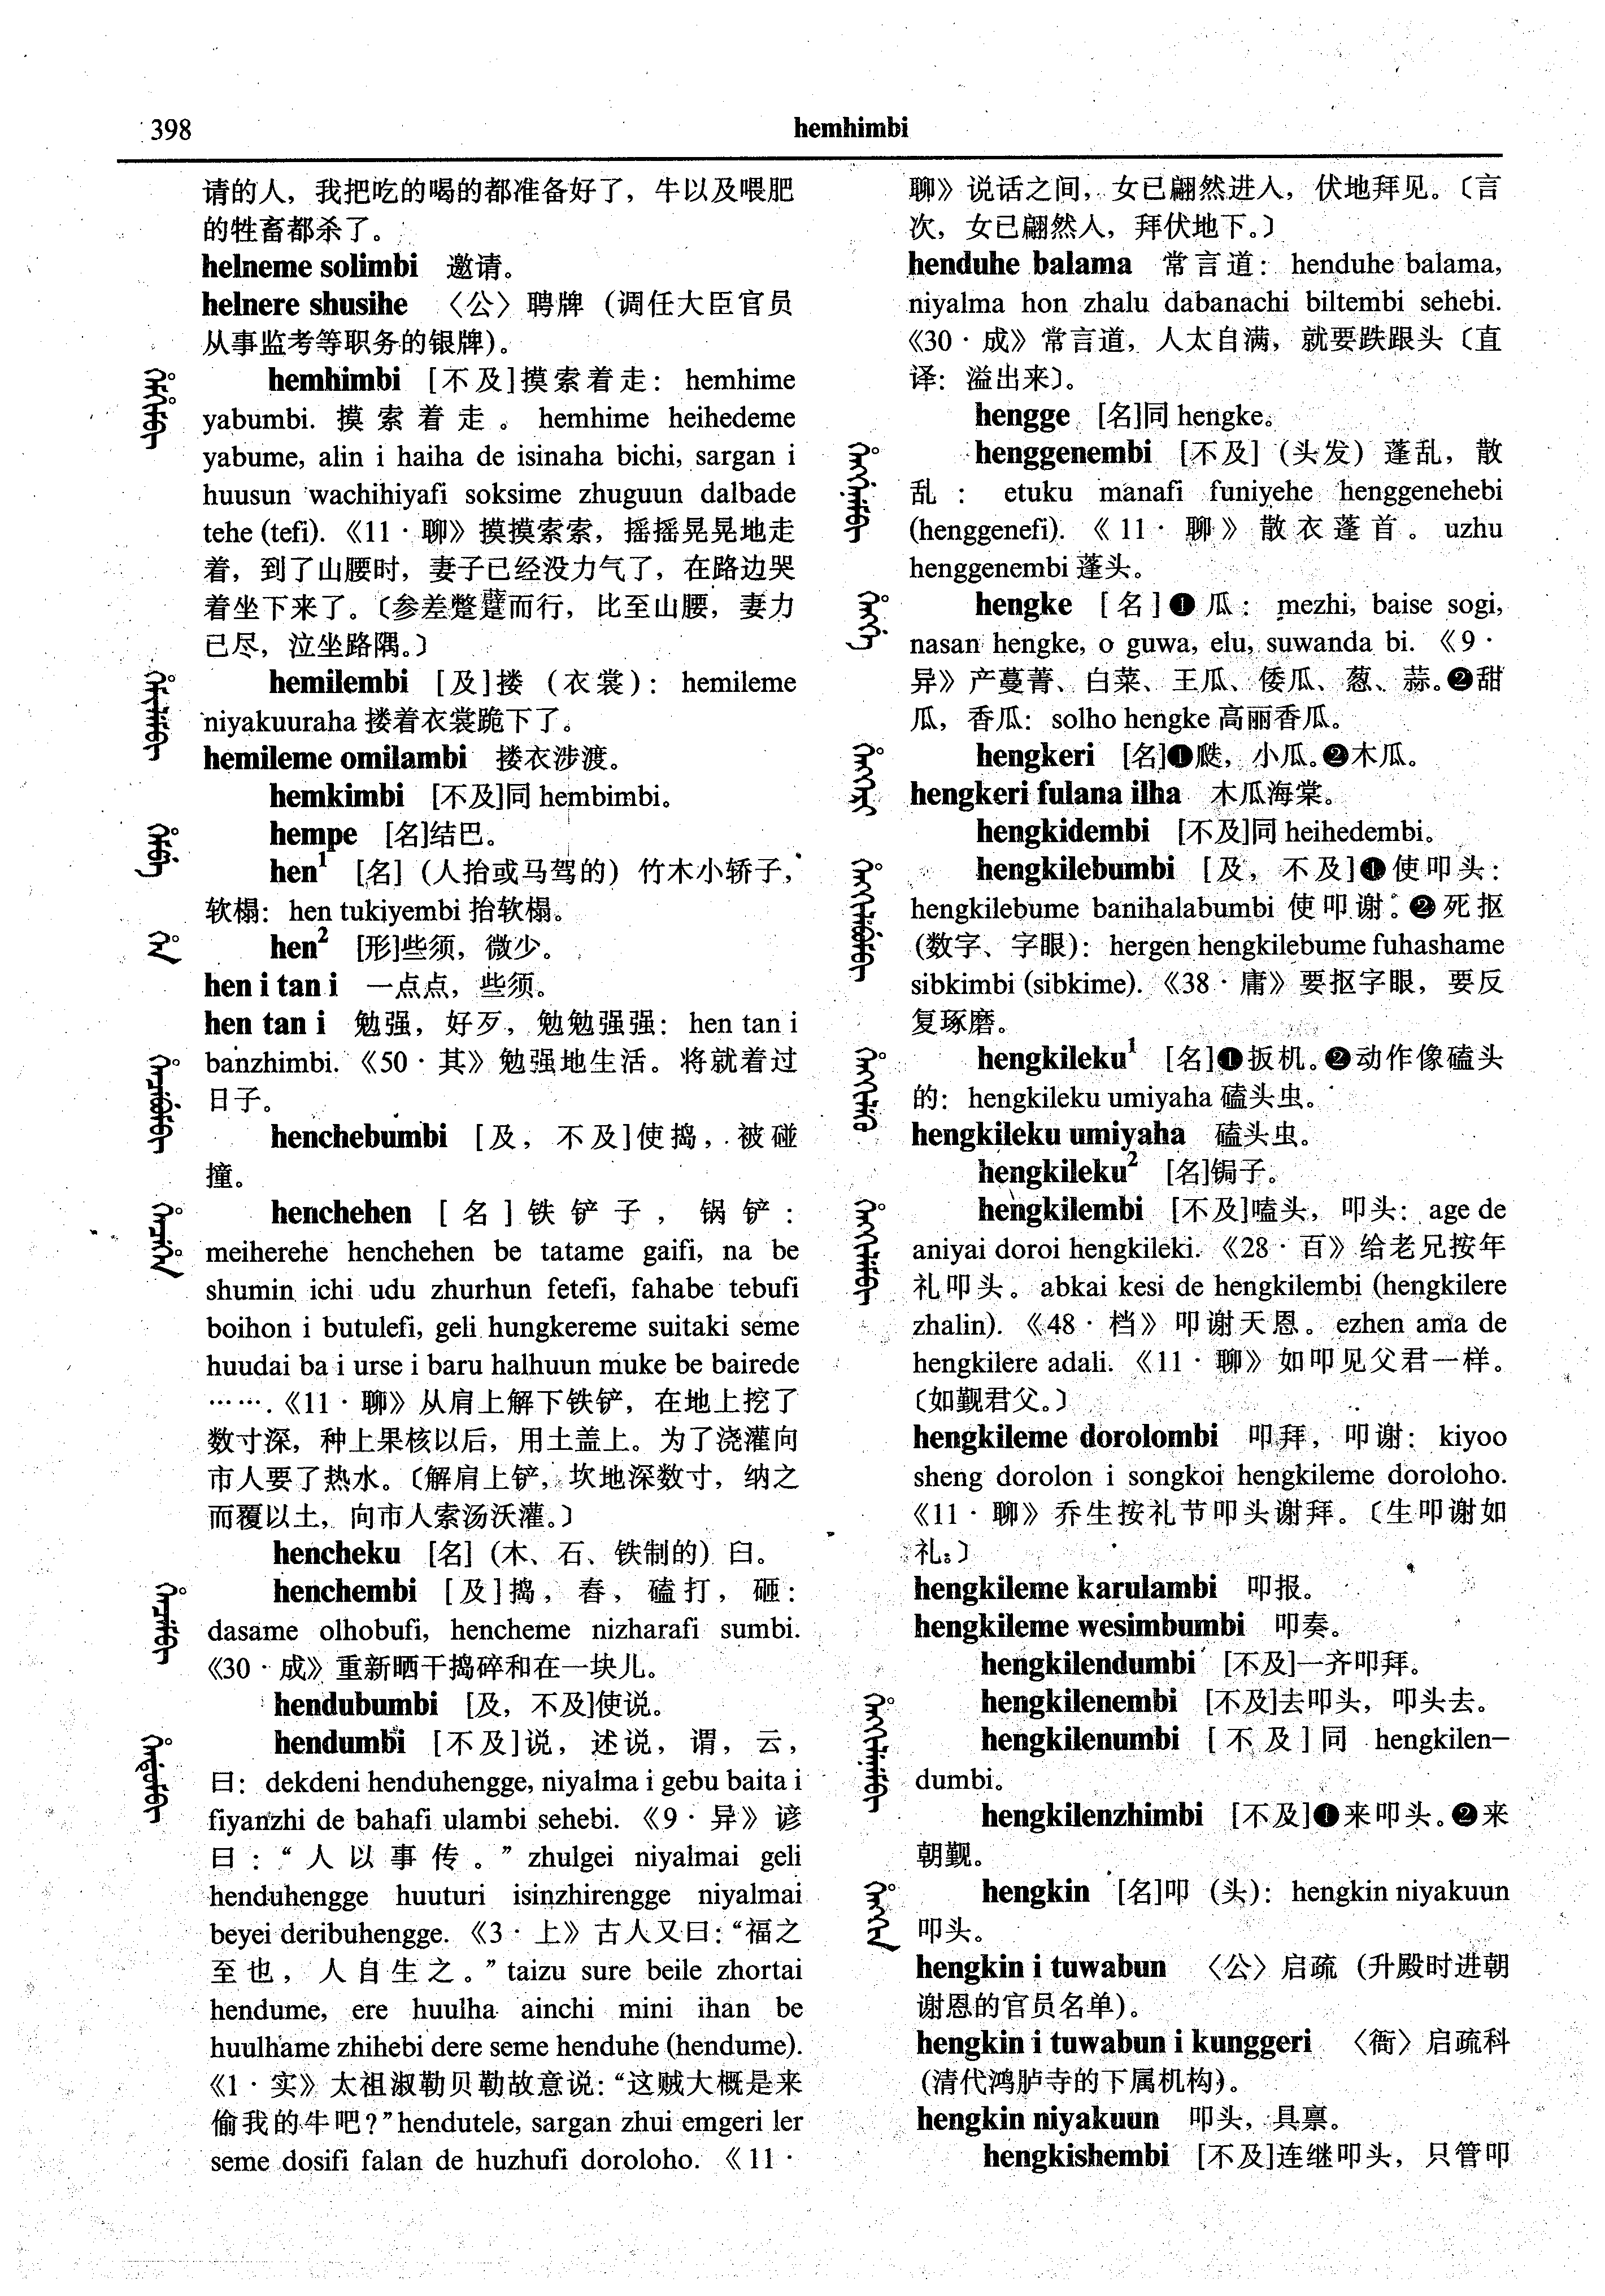 398
hemhimbi
请的人，我把吃的喝的都准备好了，牛以及喂肥
的牲畜都杀了。
helneme solimbi 邀请。
helnere shusihe 〈公〉聘牌（调任大臣官员
从事监考等职务的银牌）。
hemhimbi [不及]摸索着走：hemhime
yabumbi. 摸索着走。hemhime heihedeme
yabume, alin i haiha de isinaha bichi, sargan i
huusun wachihiyafi soksime zhuguun dalbade
tehe (tefi). 《11·聊》摸摸索索，摇摇晃晃地走
着，到了山腰时，妻子已经没力气了，在路边哭
着坐下来了。〔参差蹩躠而行，比至山腰，妻力
已尽，泣坐路隅。〕
hemilembi [及]搂（衣裳）：hemileme
niyakuuraha 搂着衣裳跪下了。
hemileme omilambi 搂衣涉渡。
hemkimbi [不及]同 hembimbi。
hempe [名]结巴。
hen¹ [名]（人抬或马驾的）竹木小轿子，
软榻：hen tukiyembi 抬软榻。
hen² [形]些须，微少。
hen i tan i 一点点，些须。
hen tan i 勉强，好歹，勉勉强强：hen tan i
banzhimbi. 《50·其》勉强地生活。将就着过
日子。
henchebumbi [及，不及]使捣，被碰
撞。
henchehen [名]铁铲子，锅铲：
meiherehe henchehen be tatame gaifi, na be
shumin ichi udu zhurhun fetefi, fahabe tebufi
boihon i butulefi, geli hungkereme suitaki seme
huudai ba i urse i baru halhuun muke be bairede
……. 《11·聊》从肩上解下铁铲，在地上挖了
数寸深，种上果核以后，用土盖上。为了浇灌向
市人要了热水。〔解肩上铲，坎地深数寸，纳之
而覆以土，向市人索汤沃灌。〕
hencheku [名]（木、石、铁制的）臼。
henchembi [及]捣，舂，磕打，砸：
dasame olhobufi, hencheme nizharafi sumbi.
《30·成》重新晒干捣碎和在一块儿。
hendubumbi [及，不及]使说。
hendumbi [不及]说，述说，谓，云，
曰：dekdeni henduhengge, niyalma i gebu baita i
fiyanzhi de bahafi ulambi sehebi. 《9·异》谚
曰：“人以事传。”zhulgei niyalmai geli
henduhengge huuturi isinzhirengge niyalmai
beyei deribuhengge. 《3·上》古人又曰：“福之
至也，人自生之。”taizu sure beile zhortai
hendume, ere huulha ainchi mini ihan be
huulhame zhihebi dere seme henduhe (hendume).
《1·实》太祖淑勒贝勒故意说：“这贼大概是来
偷我的牛吧？”hendutele, sargan zhui emgeri ler
seme dosifi falan de huzhufi doroloho. 《11·
聊》说话之间，女已翩然进入，伏地拜见。〔言
次，女已翩然入，拜伏地下。〕
henduhe balama 常言道：henduhe balama,
niyalma hon zhalu dabanachi biltembi sehebi.
《30·成》常言道，人太自满，就要跌跟头〔直
译：溢出来〕。
hengge [名]同 hengke。
henggenembi [不及]（头发）蓬乱，散
乱：etuku manafi funiyehe henggenehebi
(henggenefi). 《11·聊》散衣蓬首。uzhu
henggenembi 蓬头。
hengke [名]❶瓜：mezhi, baise sogi,
nasan hengke, o guwa, elu, suwanda bi. 《9·
异》产蔓菁、白菜、王瓜、倭瓜、葱、蒜。❷甜
瓜，香瓜：solho hengke 高丽香瓜。
hengkeri [名]❶瓞，小瓜。❷木瓜。
hengkeri fulana ilha 木瓜海棠。
hengkidembi [不及]同 heihedembi。
hengkilebumbi [及，不及]❶使叩头：
hengkilebume banihalabumbi 使叩谢。❷死抠
(数字、字眼)：hergen hengkilebume fuhashame
sibkimbi (sibkime). 《38·庸》要抠字眼，要反
复琢磨。
hengkileku¹ [名]❶扳机。❷动作像磕头
的：hengkileku umiyaha 磕头虫。
hengkileku umiyaha 磕头虫。
hengkileku² [名]锔子。
hengkilembi [不及]嗑头，叩头：age de
aniyai doroi hengkileki. 《28·百》给老兄按年
礼叩头。abkai kesi de hengkilembi (hengkilere
zhalin). 《48·档》叩谢天恩。ezhen ama de
hengkilere adali. 《11·聊》如叩见父君一样。
〔如觐君父。〕
hengkileme dorolombi 叩拜，叩谢：kiyoo
sheng dorolon i songkoi hengkileme doroloho.
《11·聊》乔生按礼节叩头谢拜。〔生叩谢如
礼。〕
hengkileme karulambi 叩报。
hengkileme wesimbumbi 叩奏。
hengkilendumbi [不及]一齐叩拜。
hengkilenembi [不及]去叩头，叩头去。
hengkilenumbi [不及]同 hengkilen–
dumbi。
hengkilenzhimbi [不及]❶来叩头。❷来
朝觐。
hengkin [名]叩（头）：hengkin niyakuun
叩头。
hengkin i tuwabun 〈公〉启疏（升殿时进朝
谢恩的官员名单）。
hengkin i tuwabun i kunggeri 〈衙〉启疏科
（清代鸿胪寺的下属机构）。
hengkin niyakuun 叩头，具禀。
hengkishembi [不及]连继叩头，只管叩